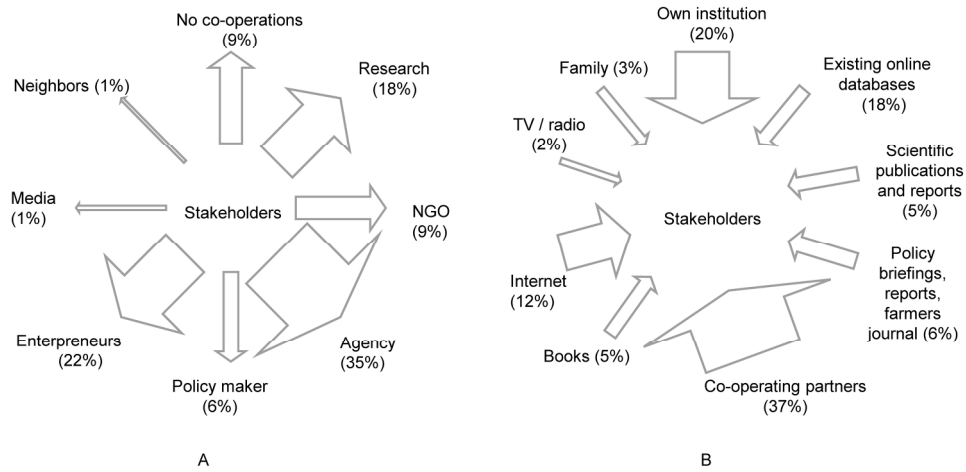 No co-operations
(9%)
Research
(18%)
Neighbors (1%)
Media
(1%)
Stakeholders
NGO
(9%)
Enterpreneurs
(22%)
Agency
(35%)
Policy maker
(6%)
A
Own institution
(20%)
Family (3%)
Existing online
databases
(18%)
TV / radio
(2%)
Scientific
publications
and reports
(5%)
Stakeholders
Internet
(12%)
Policy
briefings,
reports,
farmers
journal (6%)
Books (5%)
Co-operating partners
(37%)
B